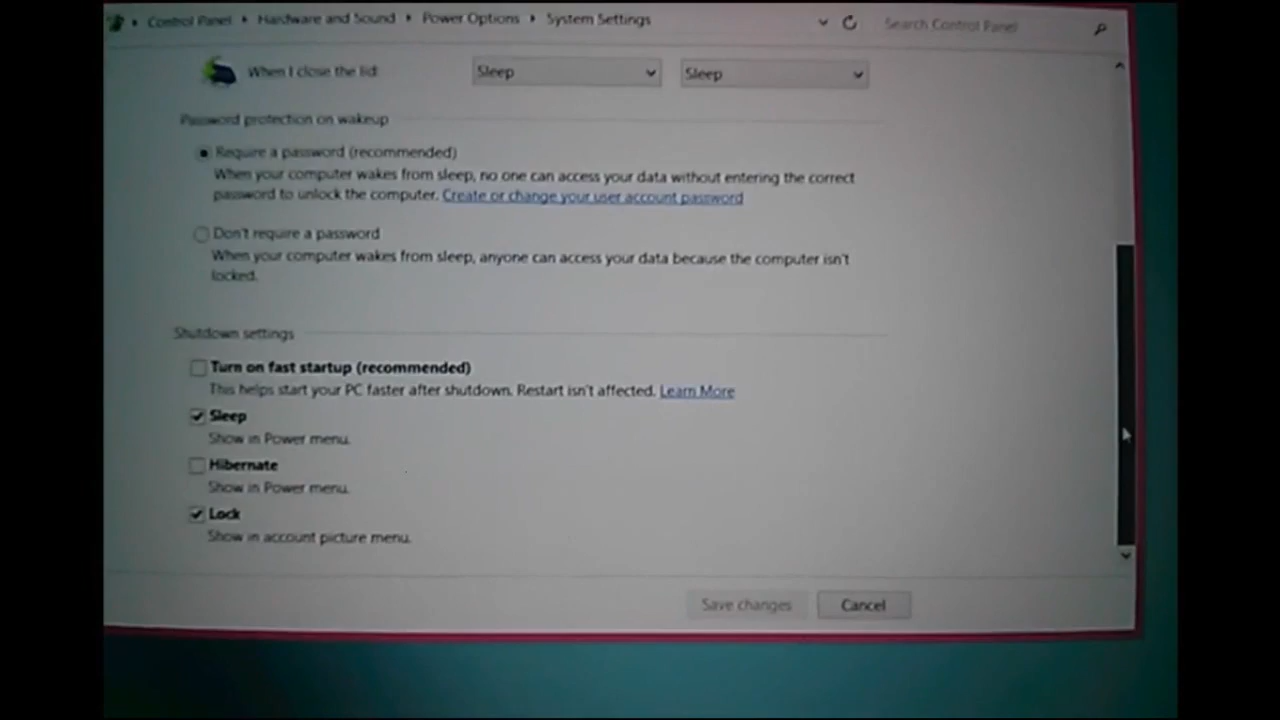 Control Panel Hardware and Sound Power Options System Settings Search Control Panel
When I close the lid: Sleep Sleep
Password protection on wakeup
Require a password (recommended)
When your computer wakes from sleep, no one can access your data without entering the correct
password to unlock the computer. Create or change your user account password
Don't require a password
When your computer wakes from sleep, anyone can access your data because the computer isn't
locked.
Shutdown settings
Turn on fast startup (recommended)
This helps start your PC faster after shutdown. Restart isn't affected. Learn More
Sleep
Show in Power menu.
Hibernate
Show in Power menu.
Lock
Show in account picture menu.
Save changes Cancel